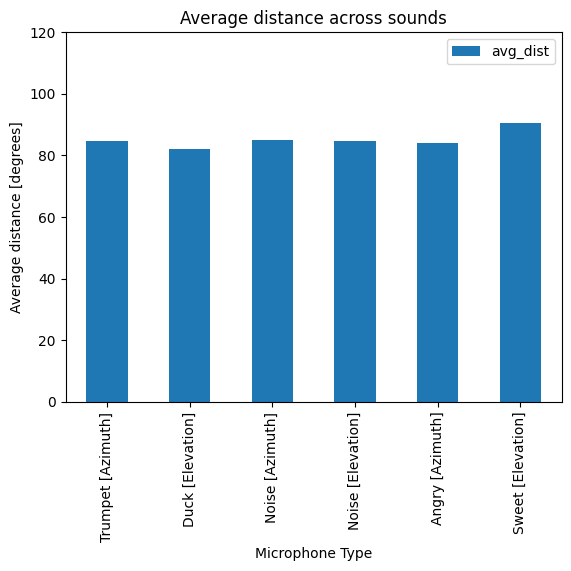 Average distance across sounds
avg_dist
Average distance [degrees]
120
100
80
60
40
20
0
Trumpet [Azimuth]
Duck [Elevation]
Noise [Azimuth]
Noise [Elevation]
Angry [Azimuth]
Sweet [Elevation]
Microphone Type